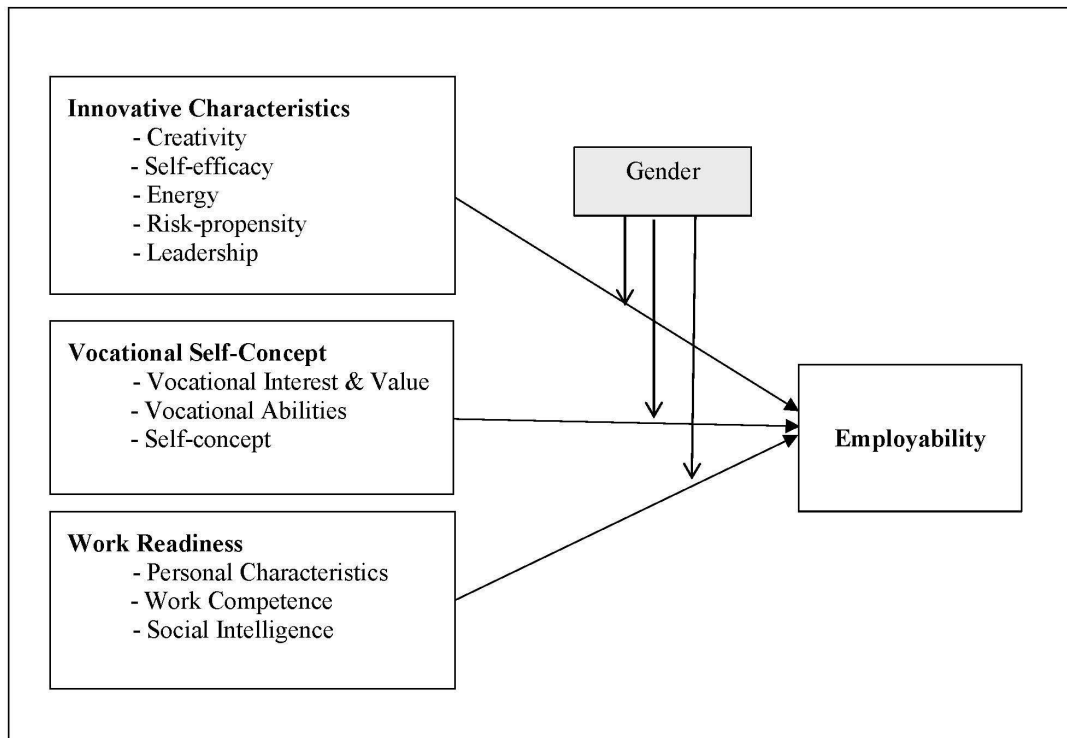 Innovative Characteristics
- Creativity
- Self-efficacy
- Energy
- Risk-propensity
- Leadership
Gender
Vocational Self-Concept
- Vocational Interest & Value
- Vocational Abilities
- Self-concept
Employability
Work Readiness
- Personal Characteristics
- Work Competence
- Social Intelligence